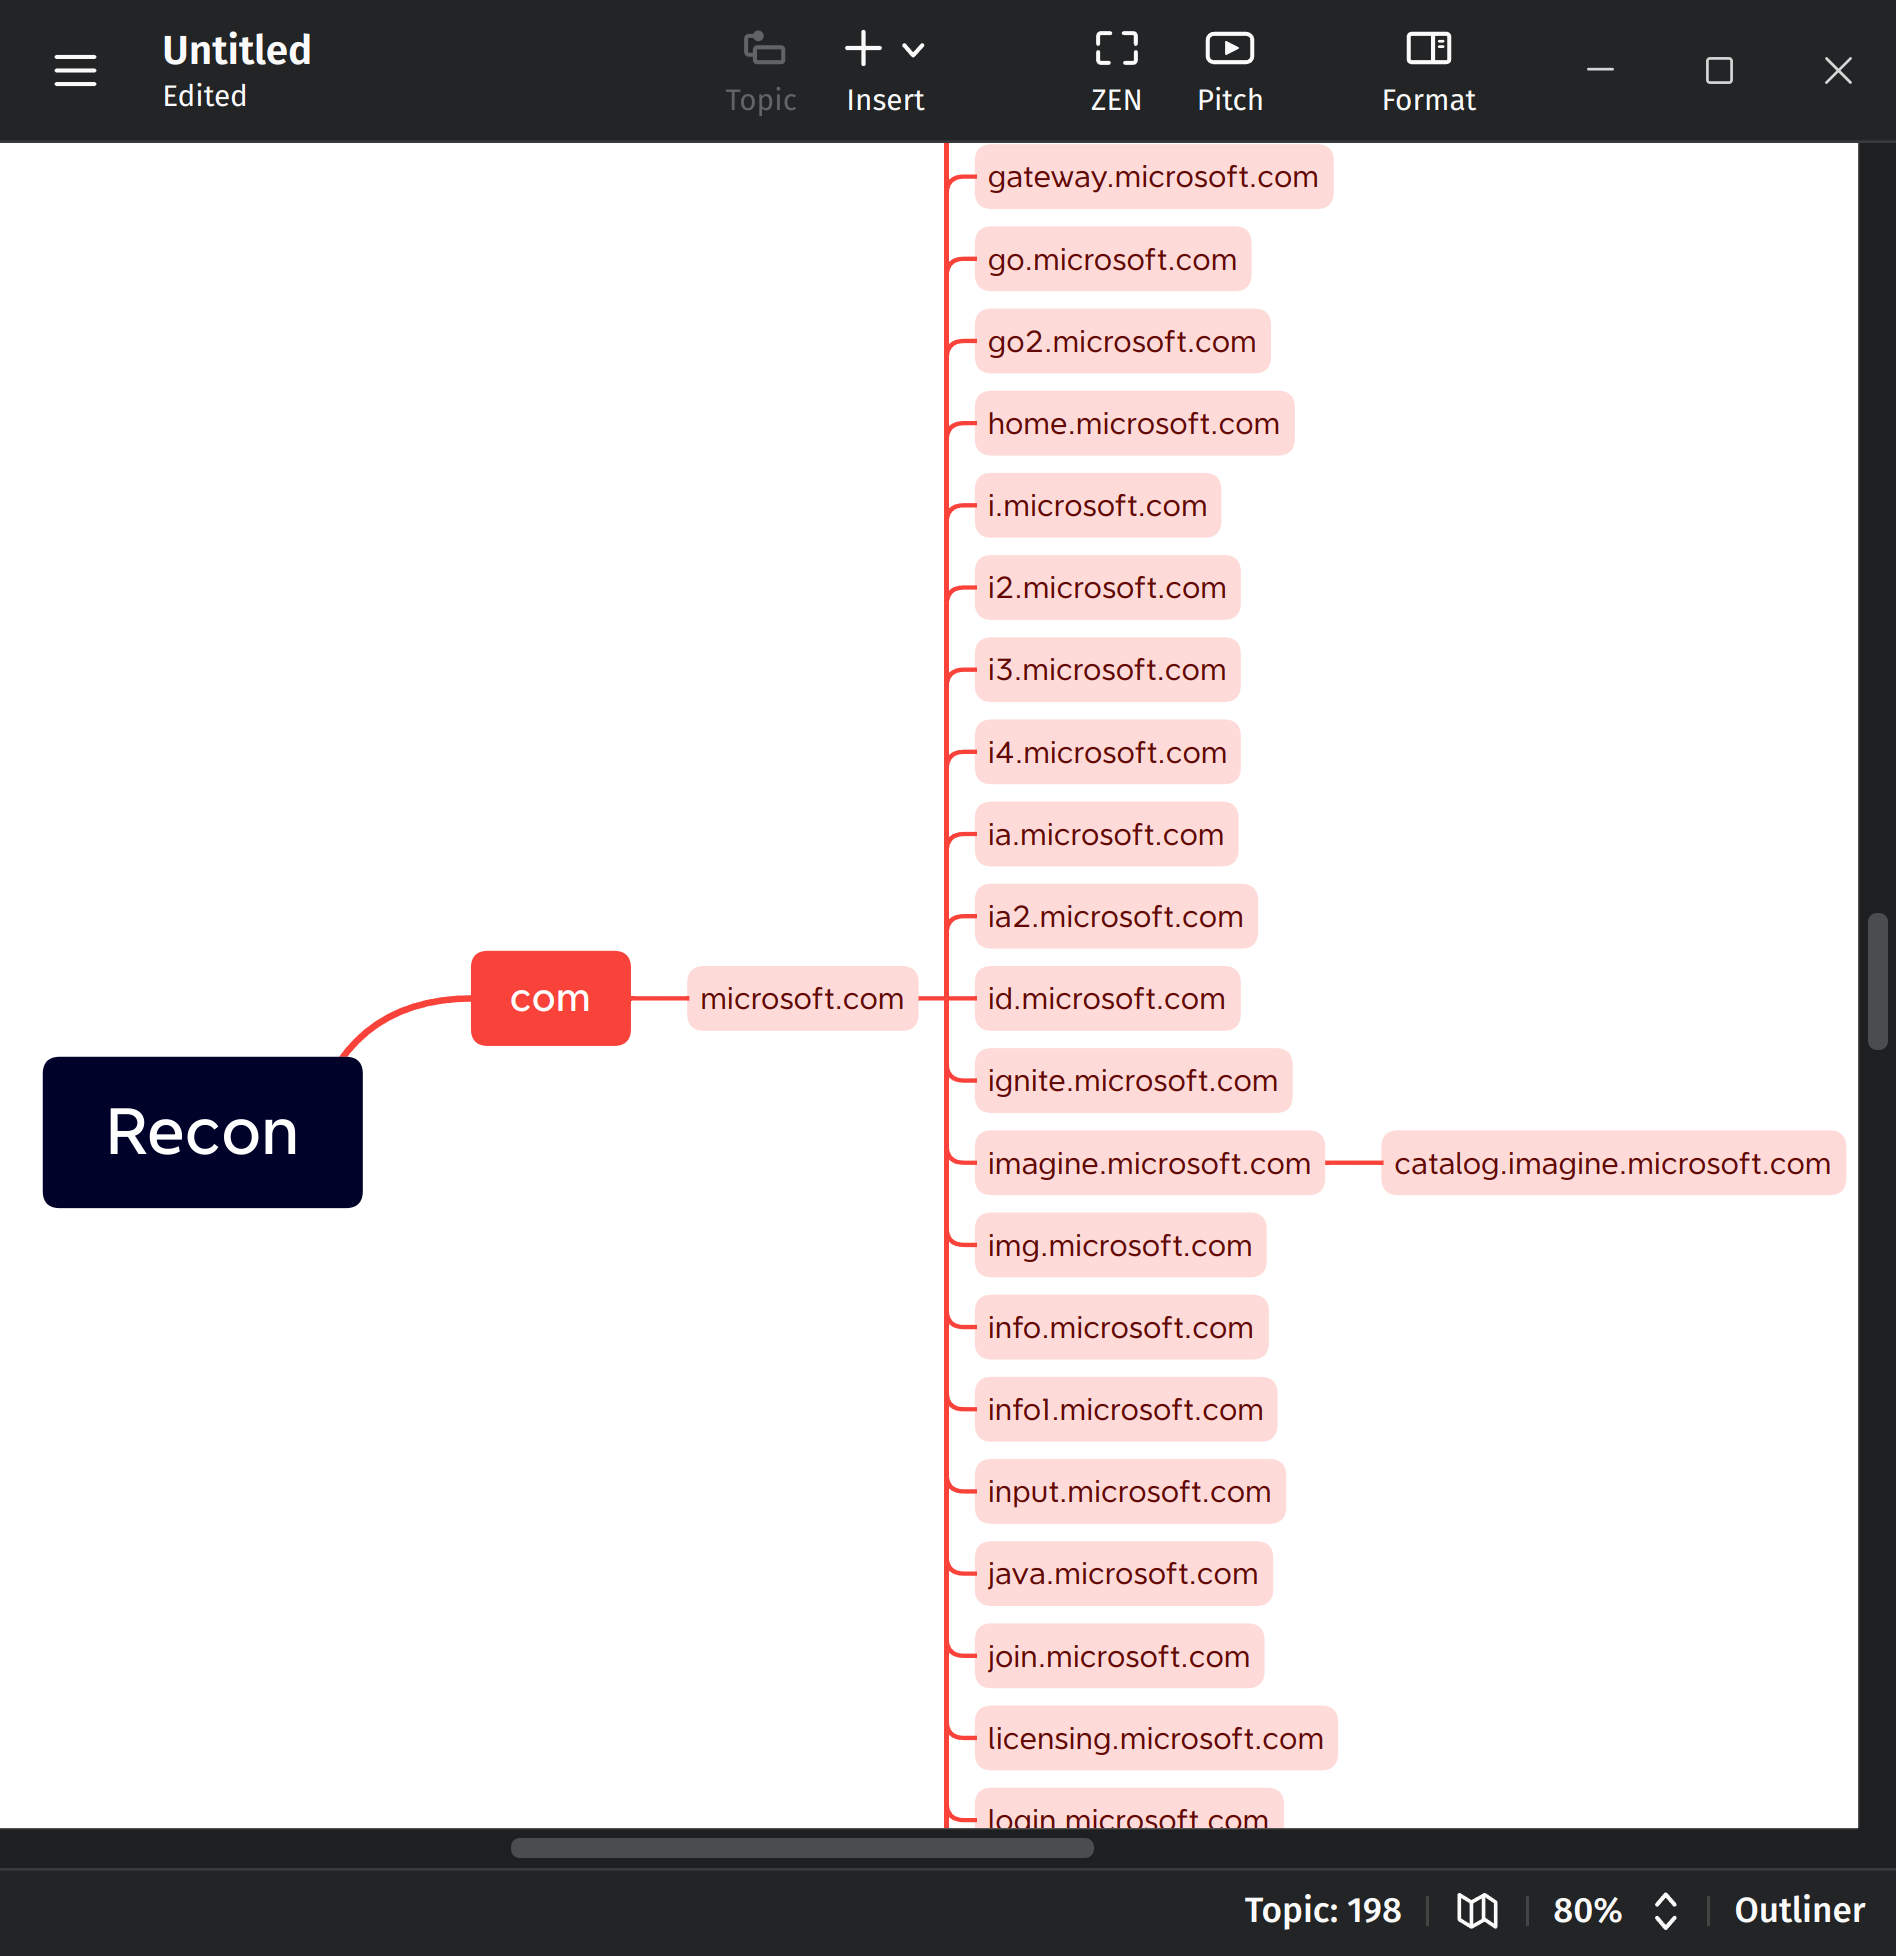 Untitled
Edited
Topic
Insert
ZEN
Pitch
Format
gateway.microsoft.com
go.microsoft.com
go2.microsoft.com
home.microsoft.com
i.microsoft.com
i2.microsoft.com
i3.microsoft.com
i4.microsoft.com
ia.microsoft.com
ia2.microsoft.com
com
microsoft.com
id.microsoft.com
ignite.microsoft.com
Recon
imagine.microsoft.com
catalog.imagine.microsoft.com
img.microsoft.com
info.microsoft.com
info1.microsoft.com
input.microsoft.com
java.microsoft.com
join.microsoft.com
licensing.microsoft.com
login.microsoft.com
Topic: 198
80%
Outliner